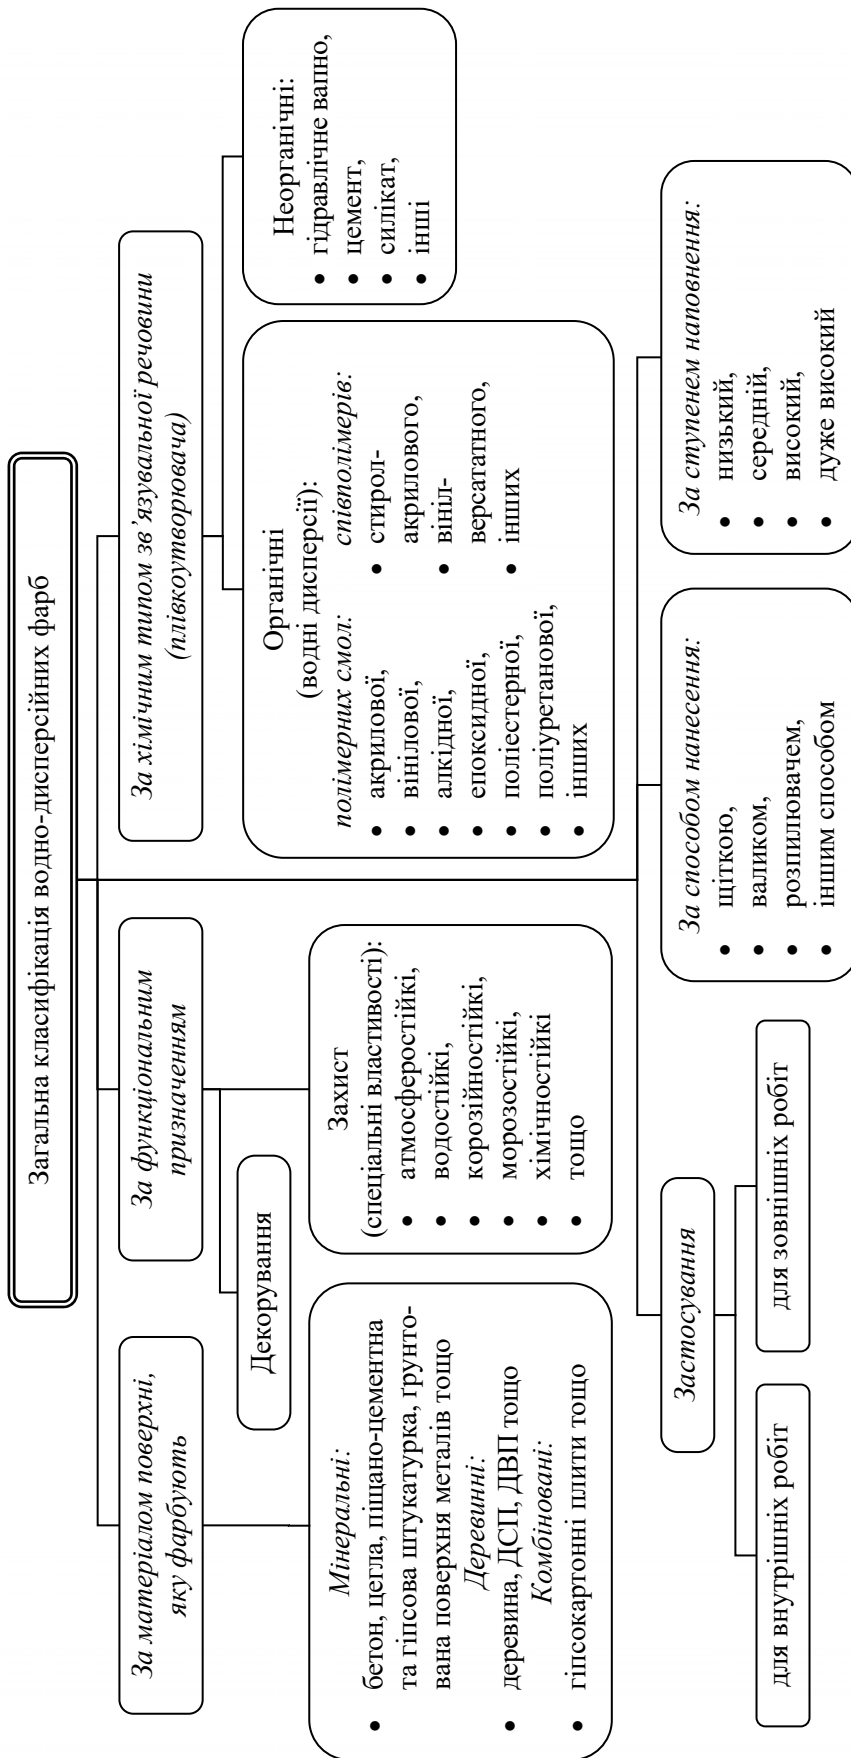 Загальна класифікація водно-дисперсійних фарб
За матеріалом поверхні,
яку фарбують
За функціональним
призначенням
За хімічним типом зв’язувальної речовини
(плівкоутворювача)
Мінеральні:
• бетон, цегла, піщано-цементна
та гіпсова штукатурка, ґрунто-
вана поверхня металів тощо
Деревинні:
• деревина, ДСП, ДВП тощо
Комбіновані:
• гіпсокартонні плити тощо
Декорування
Захист
(спеціальні властивості):
• атмосферостійкі,
• водостійкі,
• корозійностійкі,
• морозостійкі,
• хімічностійкі
• тощо
Органічні
(водні дисперсії):
полімерних смол:
• акрилової,
• вінілової,
• алкідної,
• епоксидної,
• поліестерної,
• поліуретанової,
• інших
співполімерів:
• стирол-
акрилового,
• вініл-
версататного,
• інших
Неорганічні:
• гідравлічне вапно,
• цемент,
• силікат,
• інші
Застосування
для внутрішніх робіт
для зовнішніх робіт
За способом нанесення:
• щіткою,
• валиком,
• розпилювачем,
• іншим способом
За ступенем наповнення:
• низький,
• середній,
• високий,
• дуже високий